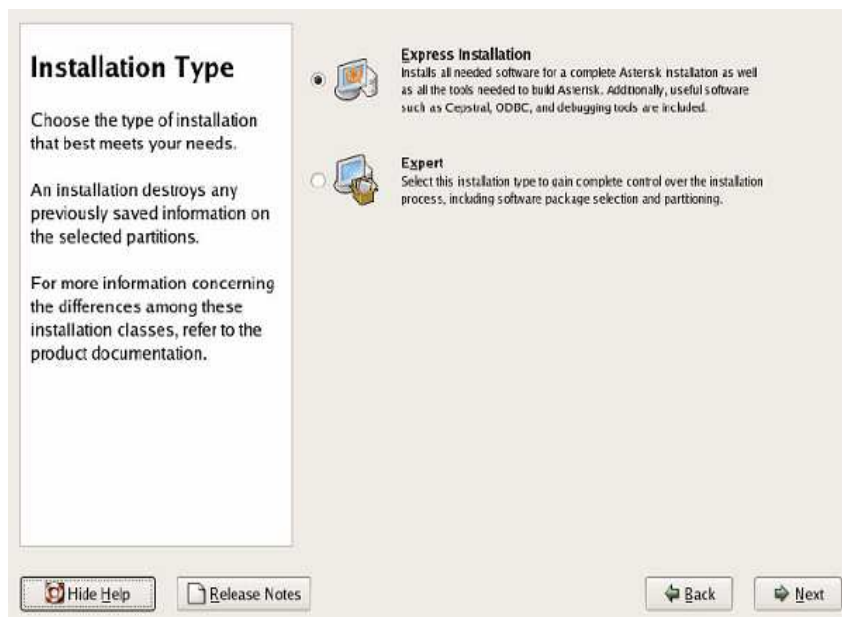 Installation Type
Choose the type of installation
that best meets your needs.
An installation destroys any
previously saved information on
the selected partitions.
For more information concerning
the differences among these
installation classes, refer to the
product documentation.
Express Installation
Installs all needed software for a complete Asterisk installation as well
as all the tools needed to build Asterisk. Additionally, useful software
such as Cepstral, ODBC, and debugging tools are included.
Expert
Select this installation type to gain complete control over the installation
process, including software package selection and partitioning.
Hide Help
Release Notes
Back
Next